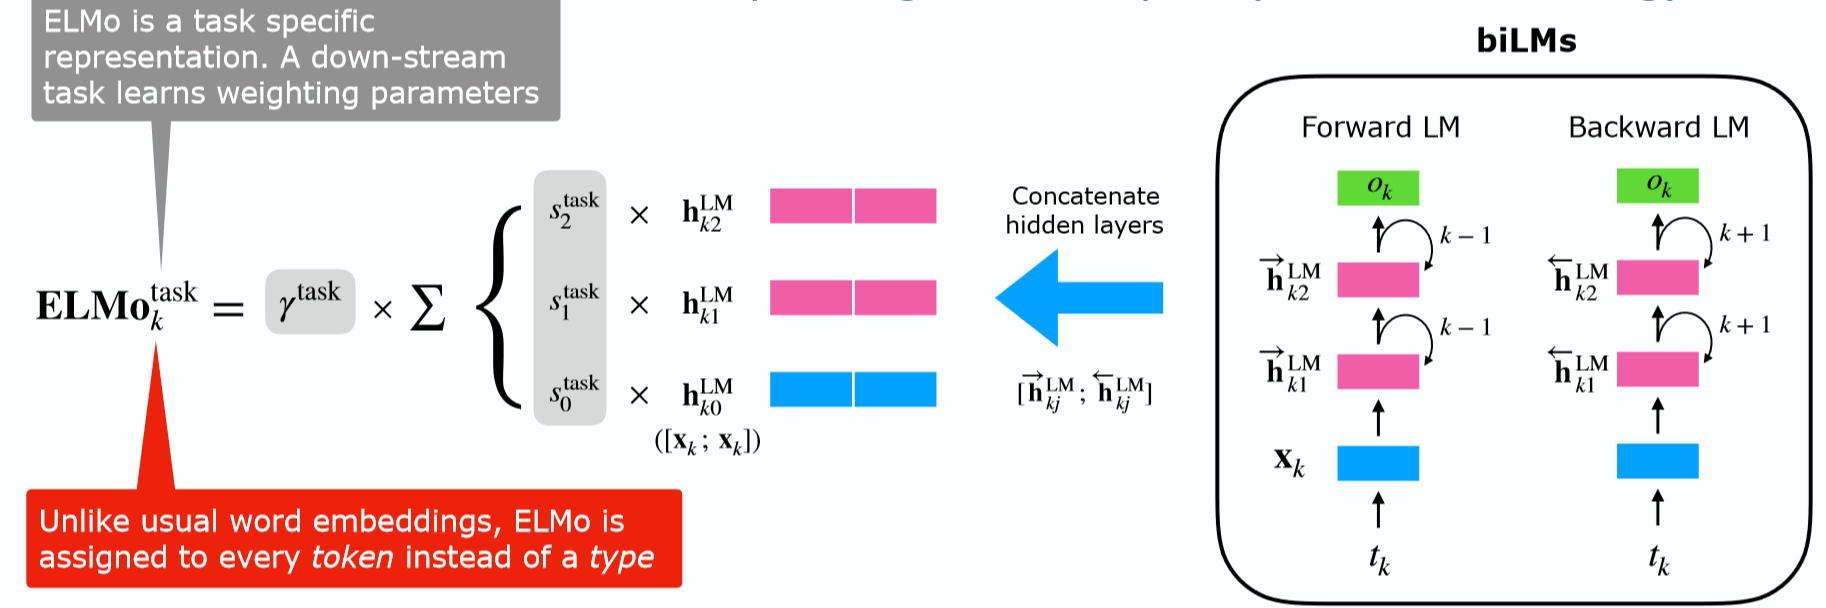 ELMo is a task specific
representation. A down-stream
task learns weighting parameters
ELMo_k^task = γ^task × Σ {
s_2^task × h_k2^LM
s_1^task × h_k1^LM
s_0^task × h_k0^LM
([x_k; x_k])
Unlike usual word embeddings, ELMo is
assigned to every token instead of a type
Concatenate
hidden layers
[→h_kj^LM; ←h_kj^LM]
biLMs
Forward LM
o_k
k − 1
→h_k2^LM
k − 1
→h_k1^LM
x_k
t_k
Backward LM
o_k
k + 1
←h_k2^LM
k + 1
←h_k1^LM
t_k